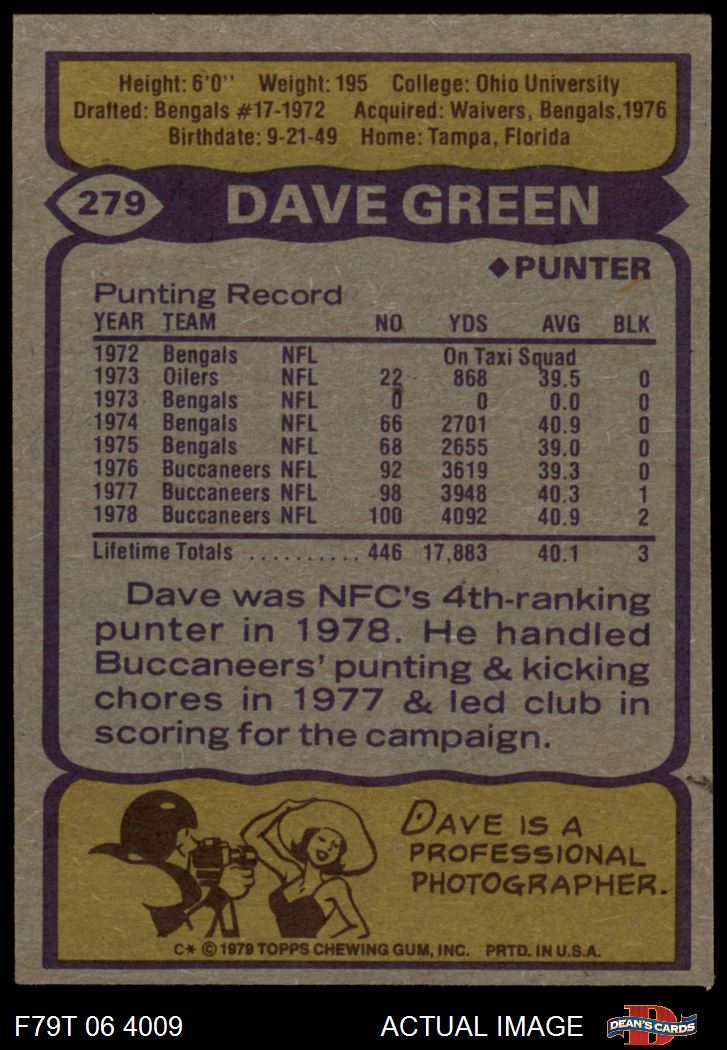 Height: 6'0'' Weight: 195 College: Ohio University
Drafted: Bengals #17-1972 Acquired: Waivers, Bengals, 1976
Birthdate: 9-21-49 Home: Tampa, Florida
279 DAVE GREEN
◆PUNTER
Punting Record
YEAR TEAM NO YDS AVG BLK
1972 Bengals NFL On Taxi Squad
1973 Oilers NFL 22 868 39.5 0
1973 Bengals NFL 0 0 0.0 0
1974 Bengals NFL 66 2701 40.9 0
1975 Bengals NFL 68 2655 39.0 0
1976 Buccaneers NFL 92 3619 39.3 0
1977 Buccaneers NFL 98 3948 40.3 1
1978 Buccaneers NFL 100 4092 40.9 2
Lifetime Totals .......... 446 17,883 40.1 3
Dave was NFC's 4th-ranking
punter in 1978. He handled
Buccaneers' punting & kicking
chores in 1977 & led club in
scoring for the campaign.
DAVE IS A
PROFESSIONAL
PHOTOGRAPHER.
C* © 1979 TOPPS CHEWING GUM, INC. PRTD. IN U.S.A.
F79T 06 4009 ACTUAL IMAGE D DEAN'S CARDS